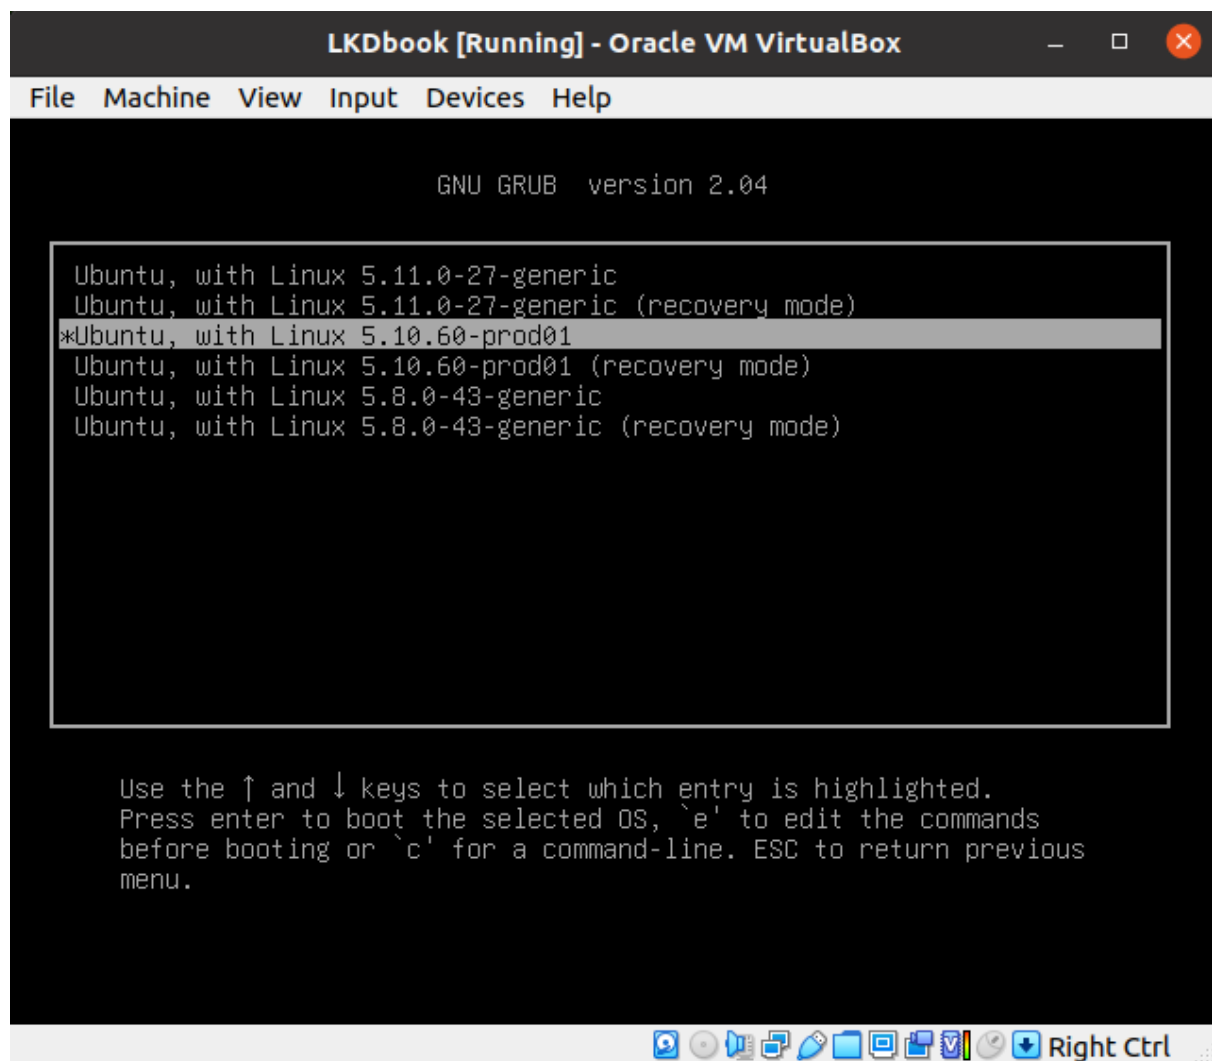 LKDbook [Running] - Oracle VM VirtualBox
File Machine View Input Devices Help
GNU GRUB version 2.04
Ubuntu, with Linux 5.11.0-27-generic
Ubuntu, with Linux 5.11.0-27-generic (recovery mode)
*Ubuntu, with Linux 5.10.60-prod01
Ubuntu, with Linux 5.10.60-prod01 (recovery mode)
Ubuntu, with Linux 5.8.0-43-generic
Ubuntu, with Linux 5.8.0-43-generic (recovery mode)
Use the ↑ and ↓ keys to select which entry is highlighted.
Press enter to boot the selected OS, `e' to edit the commands
before booting or `c' for a command-line. ESC to return previous
menu.
Right Ctrl